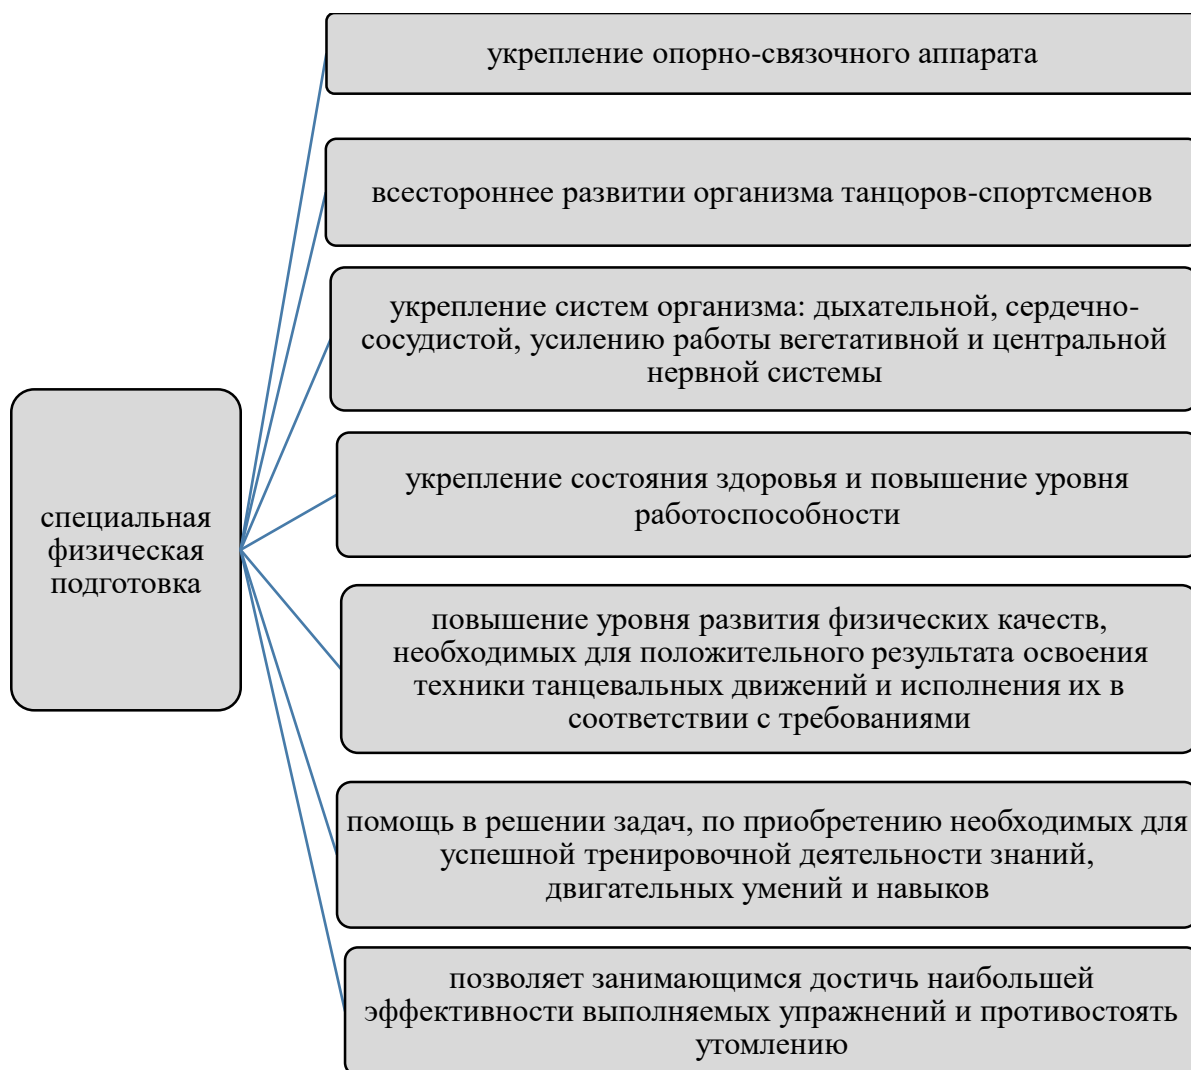 укрепление опорно-связочного аппарата
всестороннее развитии организма танцоров-спортсменов
укрепление систем организма: дыхательной, сердечно-
сосудистой, усилению работы вегетативной и центральной
нервной системы
специальная
физическая
подготовка
укрепление состояния здоровья и повышение уровня
работоспособности
повышение уровня развития физических качеств,
необходимых для положительного результата освоения
техники танцевальных движений и исполнения их в
соответствии с требованиями
помощь в решении задач, по приобретению необходимых для
успешной тренировочной деятельности знаний,
двигательных умений и навыков
позволяет занимающимся достичь наибольшей
эффективности выполняемых упражнений и противостоять
утомлению